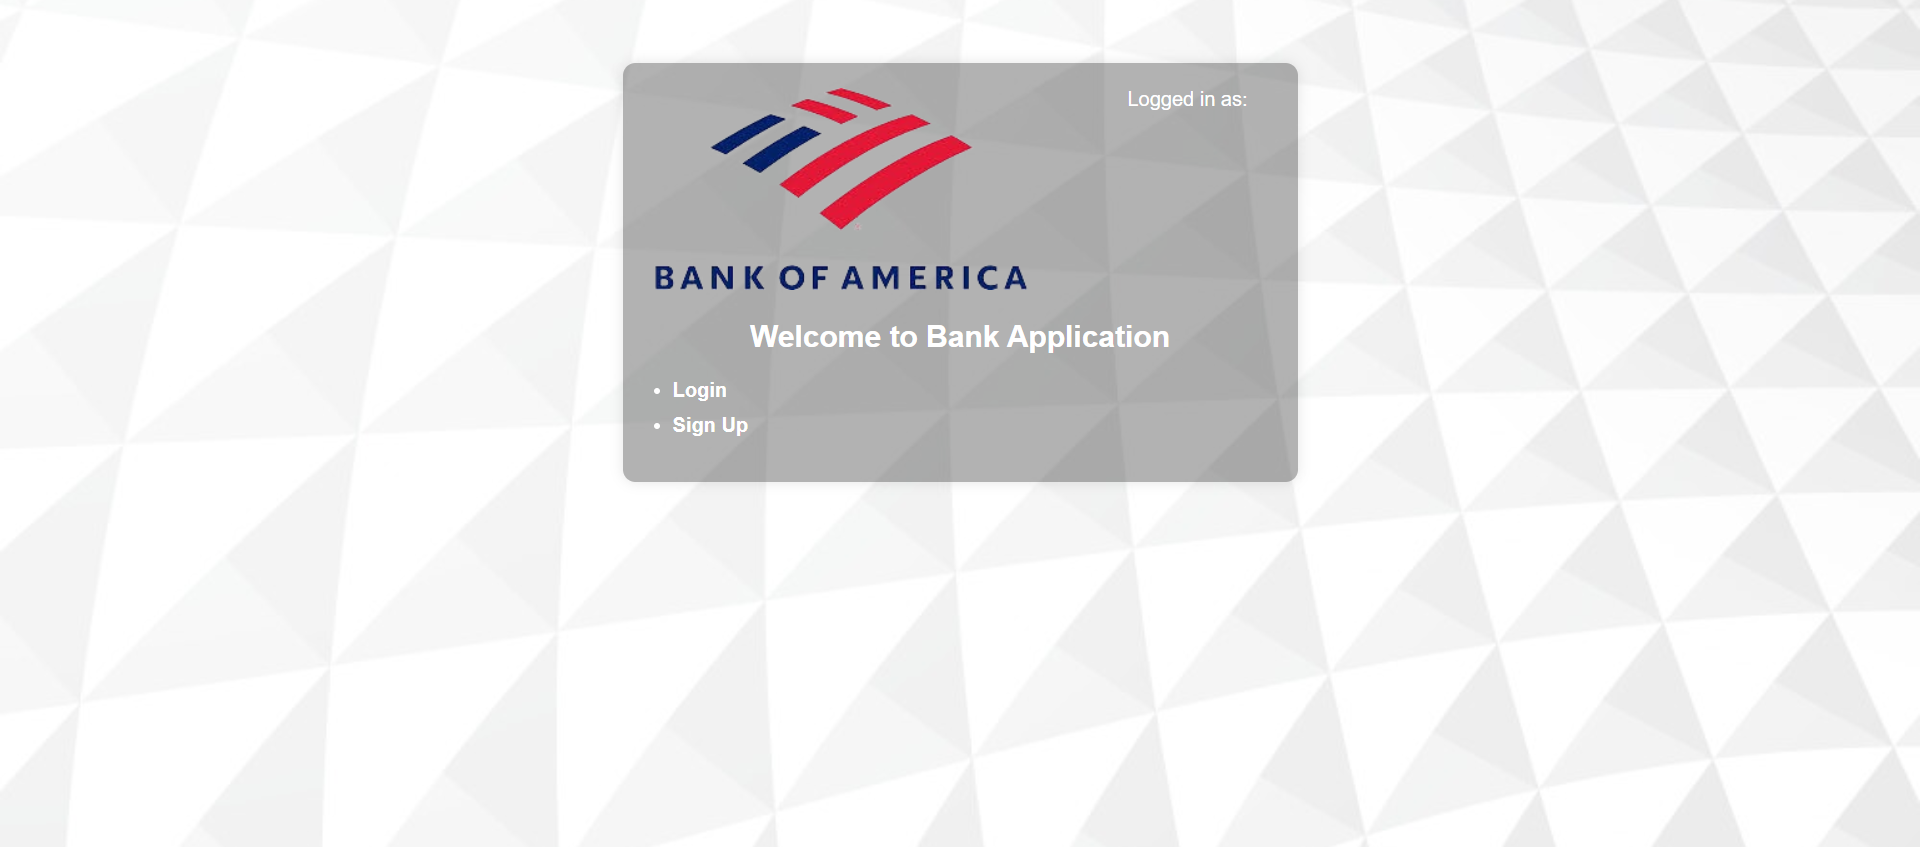 Logged in as:
BANK OF AMERICA
Welcome to Bank Application
Login
Sign Up